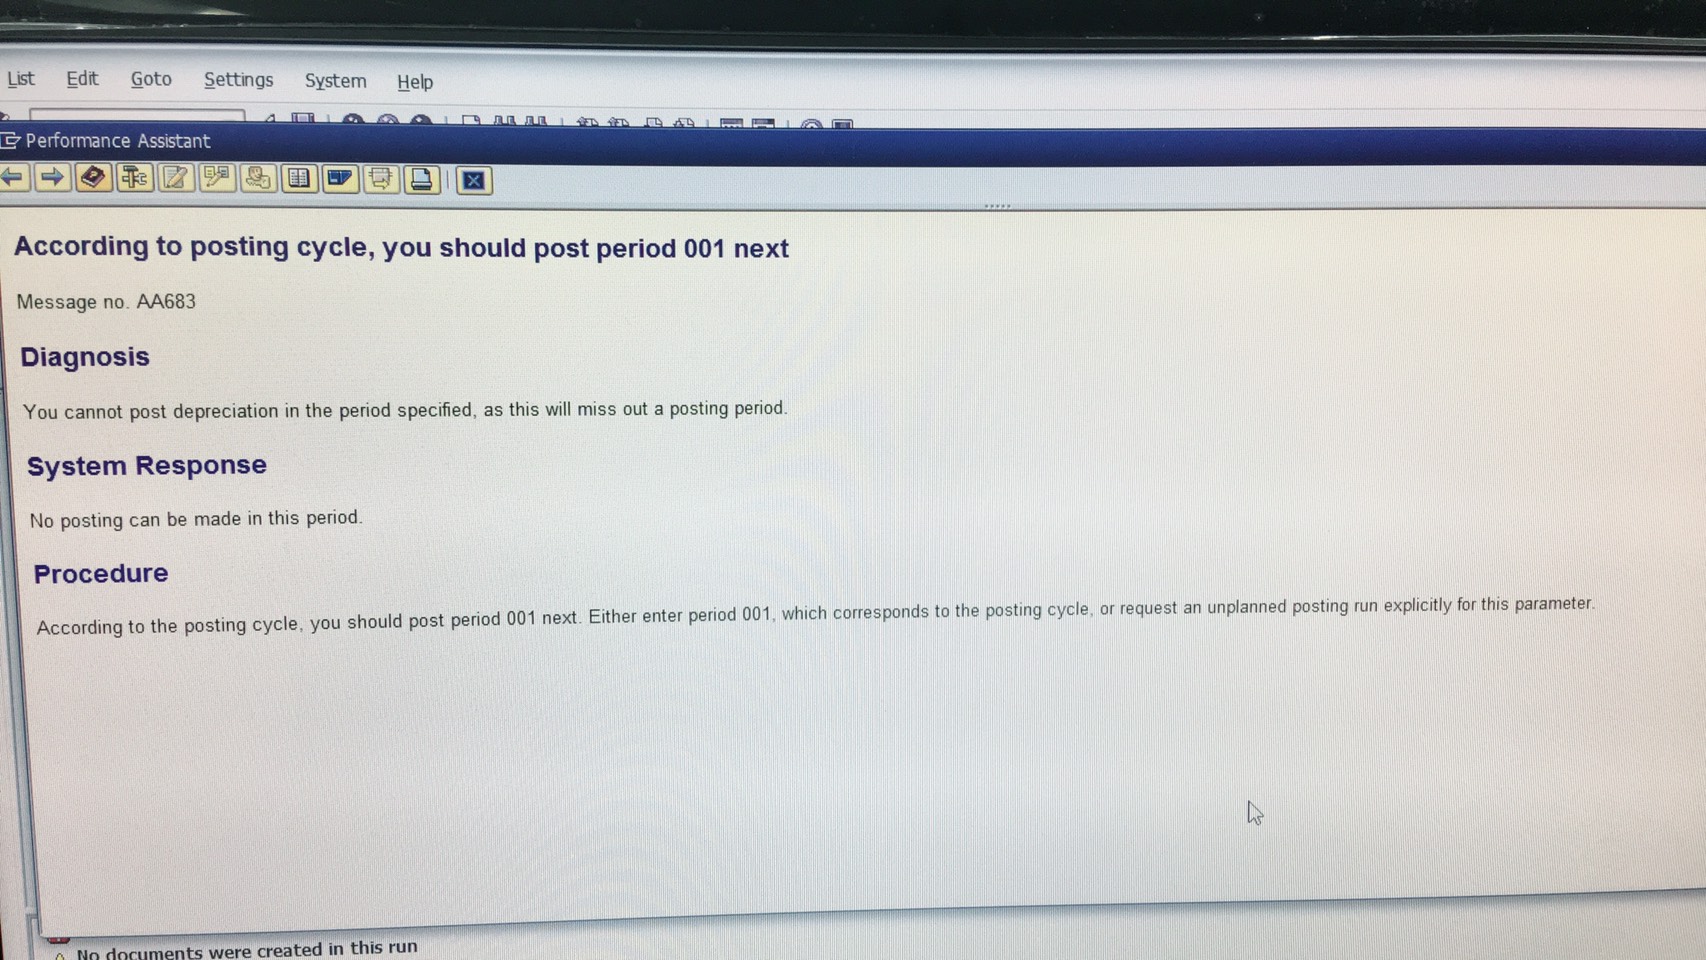 List Edit Goto Settings System Help
Performance Assistant
According to posting cycle, you should post period 001 next
Message no. AA683
Diagnosis
You cannot post depreciation in the period specified, as this will miss out a posting period.
System Response
No posting can be made in this period.
Procedure
According to the posting cycle, you should post period 001 next. Either enter period 001, which corresponds to the posting cycle, or request an unplanned posting run explicitly for this parameter.
No documents were created in this run